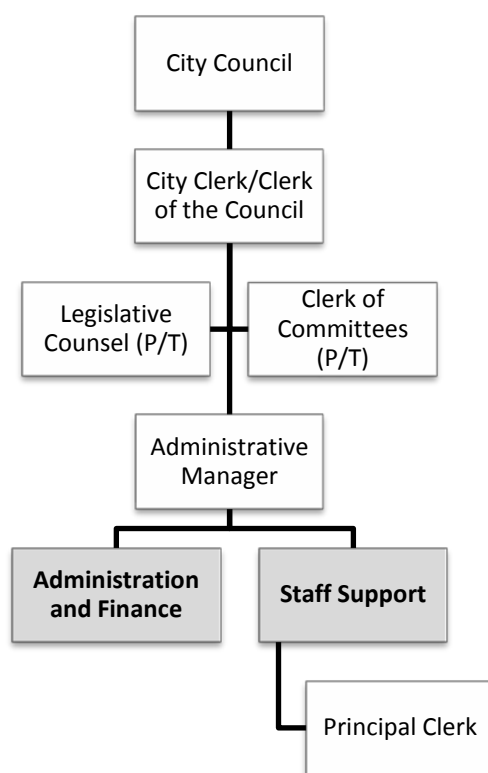 City Council
City Clerk/Clerk
of the Council
Legislative
Counsel (P/T)
Clerk of
Committees
(P/T)
Administrative
Manager
Administration
and Finance
Staff Support
Principal Clerk